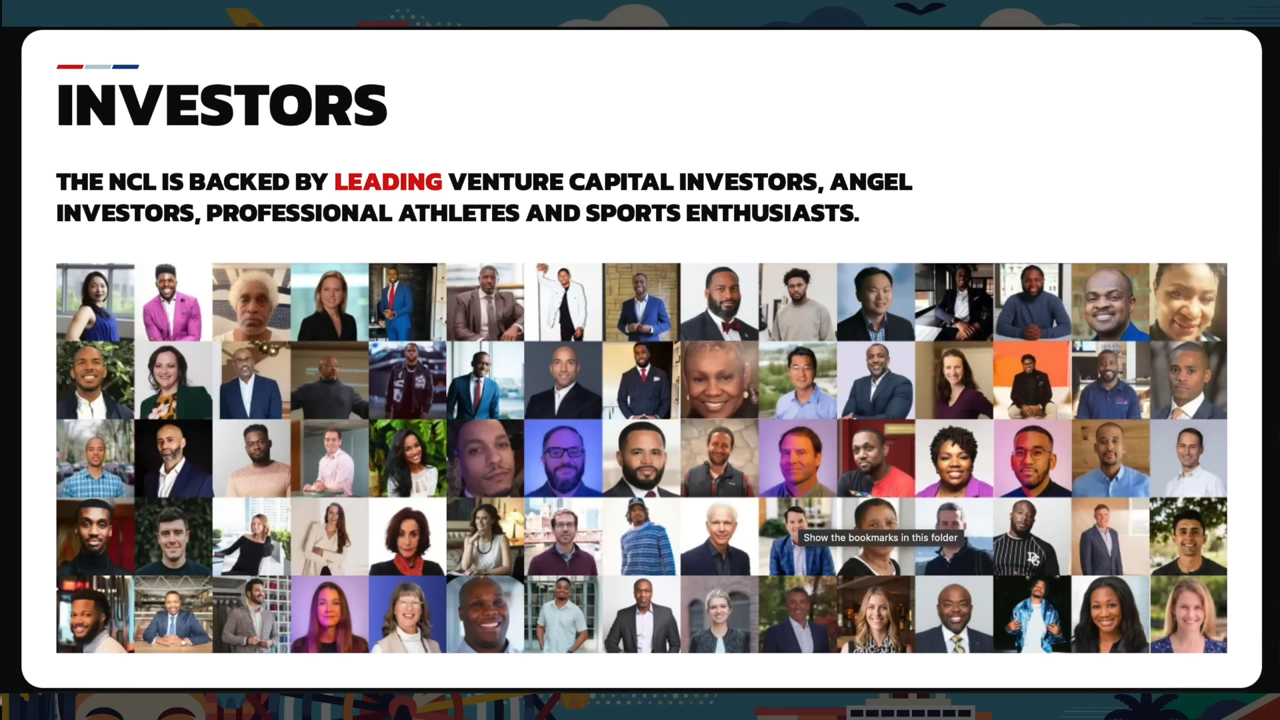 INVESTORS
THE NCL IS BACKED BY LEADING VENTURE CAPITAL INVESTORS, ANGEL
INVESTORS, PROFESSIONAL ATHLETES AND SPORTS ENTHUSIASTS.
Show the bookmarks in this folder